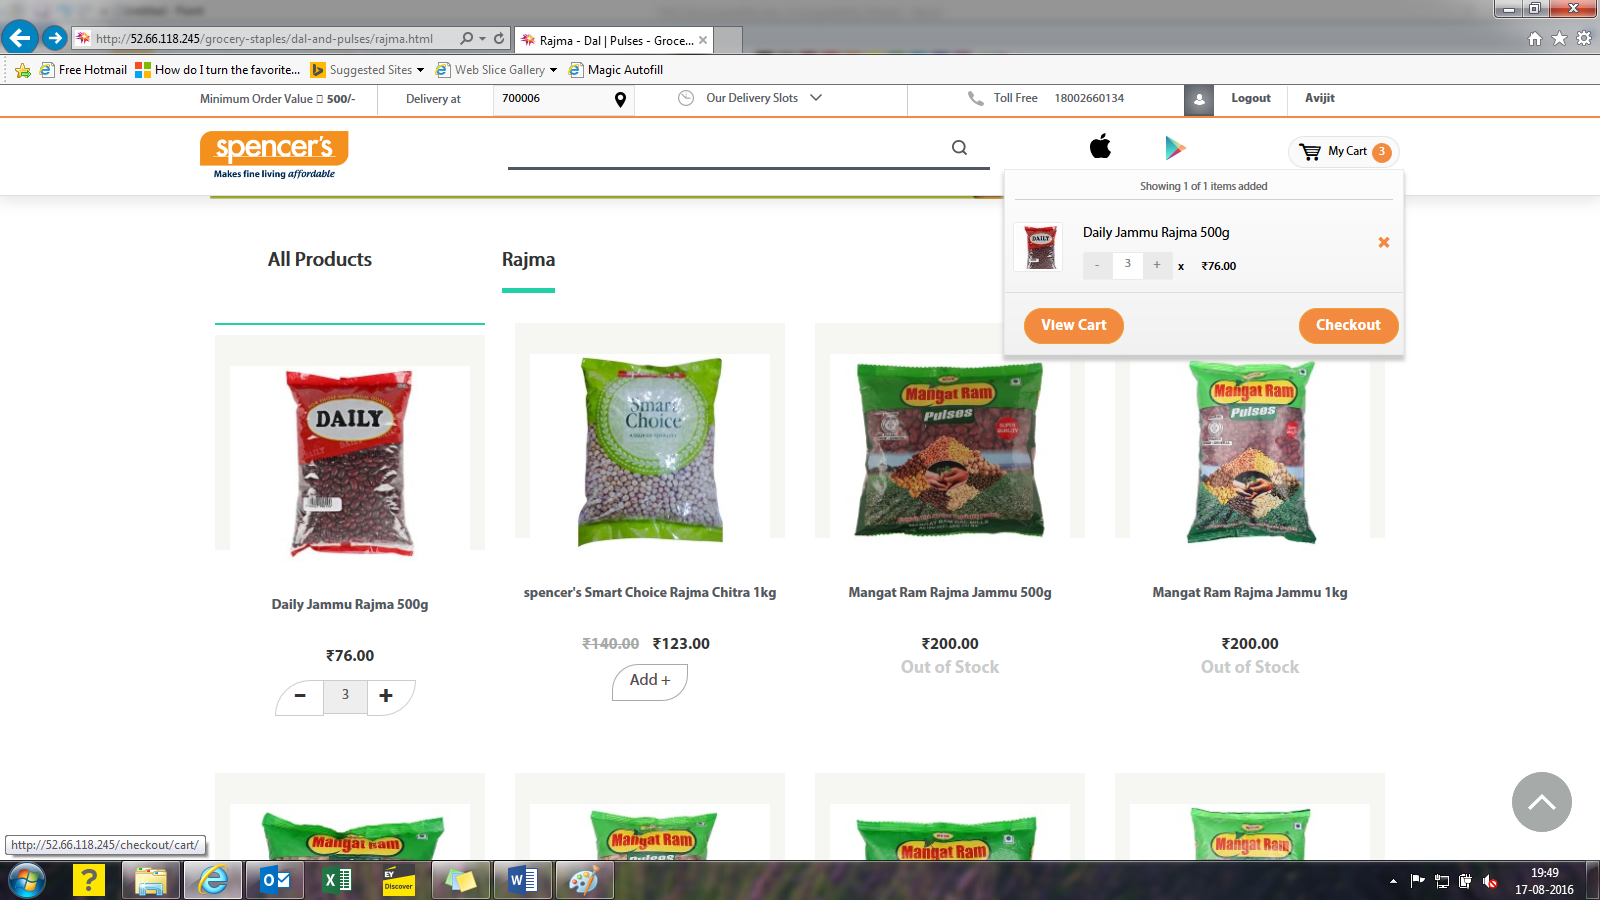 http://52.66.118.245/grocery-staples/dal-and-pulses/rajma.html
Rajma - Dal | Pulses - Groce...
Free Hotmail
How do I turn the favorite...
Suggested Sites
Web Slice Gallery
Magic Autofill
Minimum Order Value 500/-
Delivery at
700006
Our Delivery Slots
Toll Free 18002660134
Logout
Avijit
spencer's
Makes fine living affordable
My Cart 3
Showing 1 of 1 items added
DAILY
Daily Jammu Rajma 500g
- 3 + x ₹76.00
View Cart
Checkout
All Products
Rajma
DAILY
DAILY
Smart Choice
Mangat Ram
Pulses
Mangat Ram
Pulses
Daily Jammu Rajma 500g
₹76.00
- 3 +
spencer's Smart Choice Rajma Chitra 1kg
₹140.00 ₹123.00
Add +
Mangat Ram Rajma Jammu 500g
₹200.00
Out of Stock
Mangat Ram Rajma Jammu 1kg
₹200.00
Out of Stock
Mangat Ram
Mangat Ram
Pulses
Mangat Ram
Mangat Ram
http://52.66.118.245/checkout/cart/
EY
Discover
19:49
17-08-2016